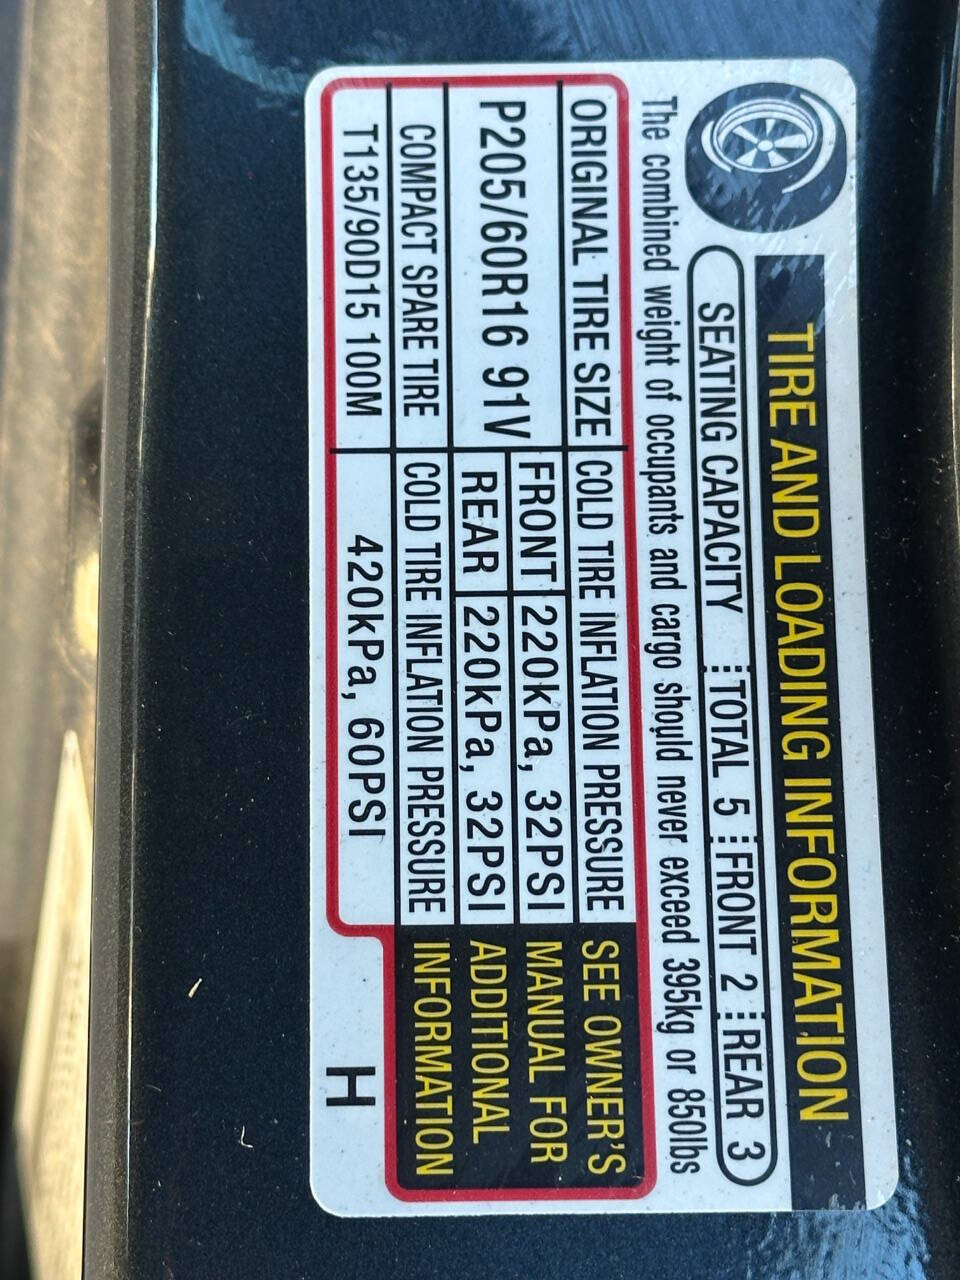 TIRE AND LOADING INFORMATION
SEATING CAPACITY TOTAL 5 FRONT 2 REAR 3
The combined weight of occupants and cargo should never exceed 395kg or 850lbs
ORIGINAL TIRE SIZE COLD TIRE INFLATION PRESSURE
P205/60R16 91V
FRONT 220kPa, 32PSI
REAR 220kPa, 32PSI
COMPACT SPARE TIRE COLD TIRE INFLATION PRESSURE
T135/90D15 100M 420kPa, 60PSI
SEE OWNER'S
MANUAL FOR
ADDITIONAL
INFORMATION
H